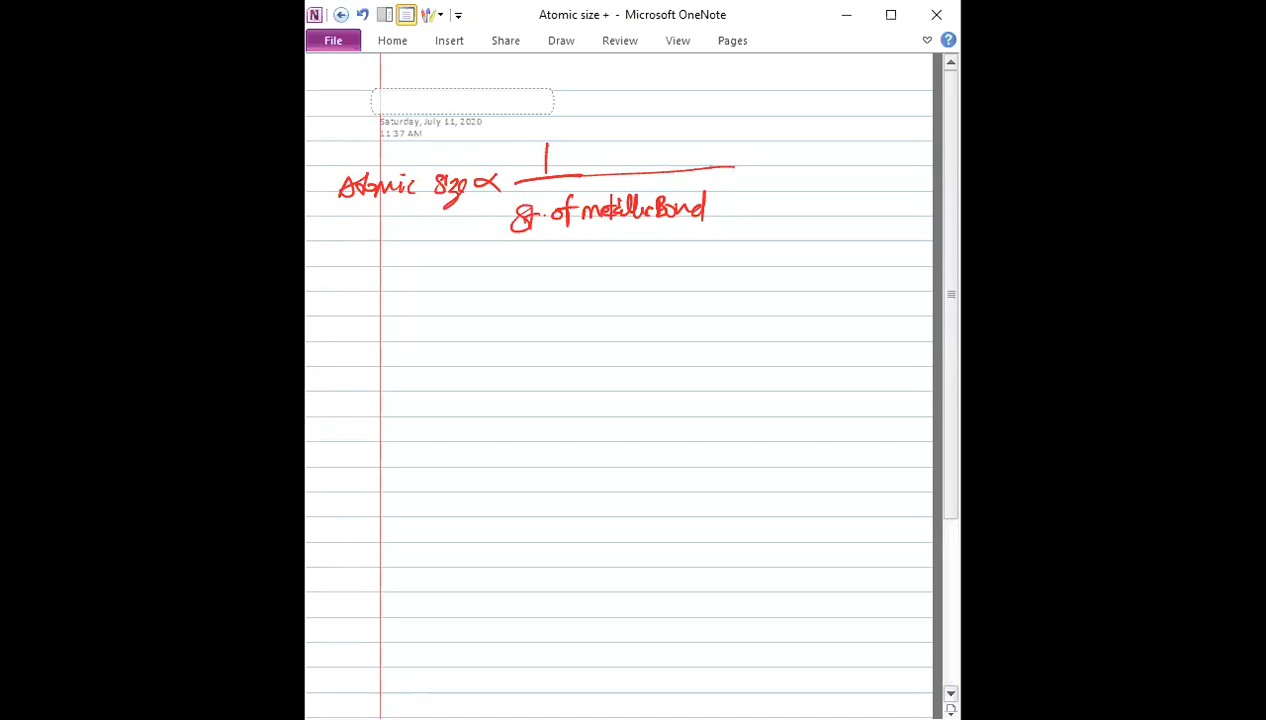 Atomic size + - Microsoft OneNote
File Home Insert Share Draw Review View Pages
Saturday, July 11, 2020
11:37 AM
1
Atomic size ∝
St. of metallic Bond